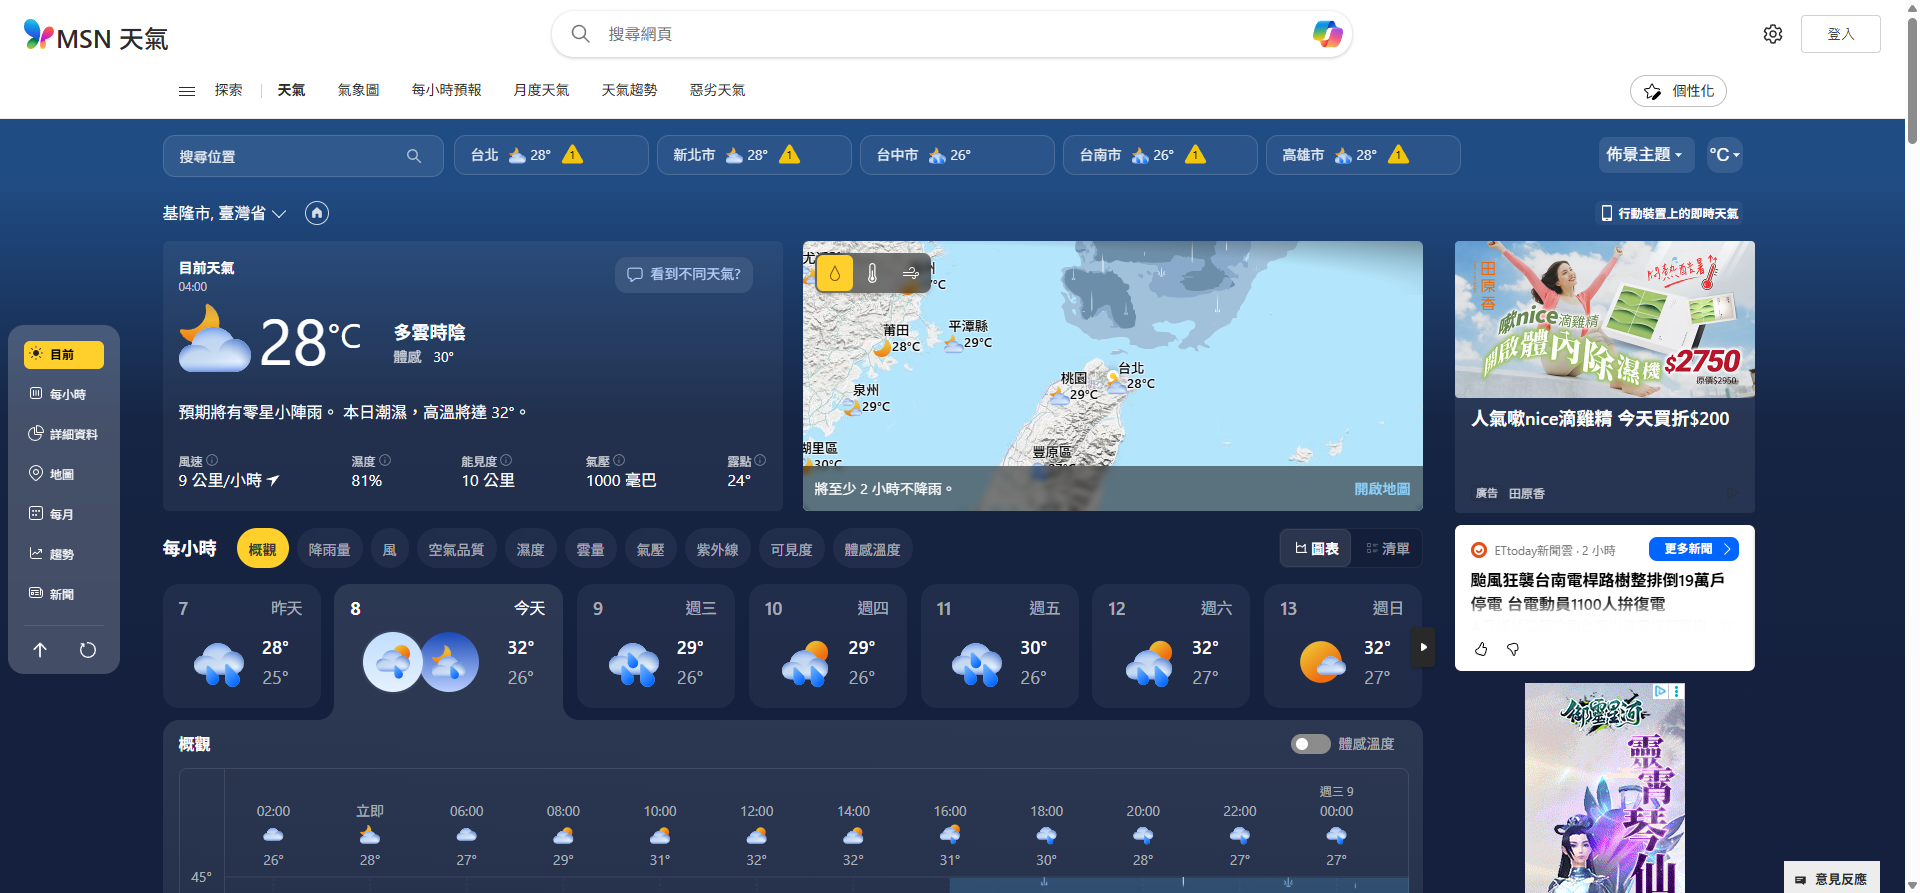 MSN 天氣
搜尋網頁
登入
探索
天氣
氣象圖
每小時預報
月度天氣
天氣趨勢
惡劣天氣
個性化
搜尋位置
台北 28° 1
新北市 28° 1
台中市 26°
台南市 26° 1
高雄市 28° 1
佈景主題
°C
基隆市, 臺灣省
行動裝置上的即時天氣
目前
每小時
詳細資料
地圖
每月
趨勢
新聞
目前天氣
04:00
看到不同天氣?
28°C
多雲時陰
體感 30°
預期將有零星小陣雨。 本日潮濕，高溫將達 32°。
風速 濕度 能見度 氣壓 露點
9 公里/小時 81% 10 公里 1000 毫巴 24°
莆田
28°C
平潭縣
29°C
泉州
29°C
桃園
29°C
台北
28°C
湖里區
30°C
豐原區
將至少 2 小時不降雨。
開啟地圖
田原香
悶熱酷暑
嗽nice滴雞精
開啟體內除濕機
$2750
原價$2950
人氣嗽nice滴雞精 今天買折$200
廣告 田原香
每小時
概觀
降雨量
風
空氣品質
濕度
雲量
氣壓
紫外線
可見度
體感溫度
圖表
清單
7 昨天
28°
25°
8 今天
32°
26°
9 週三
29°
26°
10 週四
29°
26°
11 週五
30°
26°
12 週六
32°
27°
13 週日
32°
27°
ETtoday新聞雲 · 2 小時
更多新聞
颱風狂襲台南電桿路樹整排倒19萬戶
停電 台電動員1100人拚復電
概觀
體感溫度
週三 9
02:00 立即 06:00 08:00 10:00 12:00 14:00 16:00 18:00 20:00 22:00 00:00
26° 28° 27° 29° 31° 32° 32° 31° 30° 28° 27° 27°
45°
御靈星河
靈霄琴仙
意見反應